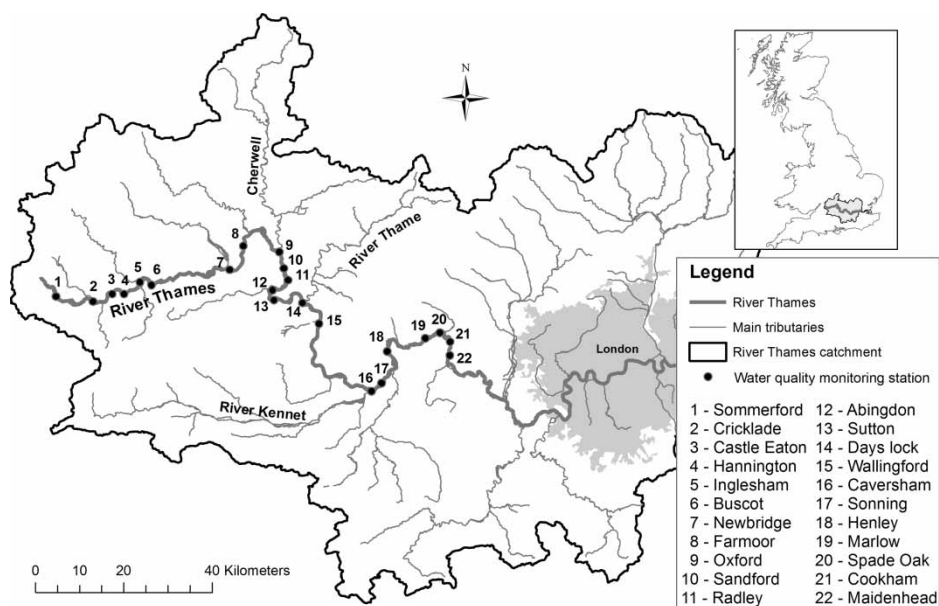 N
Cherwell
River Thame
River Thames
River Kennet
London
1
2
3
4
5
6
7
8
9
10
11
12
13
14
15
16
17
18
19
20
21
22
0 10 20 40 Kilometers
Legend
River Thames
Main tributaries
River Thames catchment
Water quality monitoring station
1 - Sommerford
2 - Cricklade
3 - Castle Eaton
4 - Hannington
5 - Inglesham
6 - Buscot
7 - Newbridge
8 - Farmoor
9 - Oxford
10 - Sandford
11 - Radley
12 - Abingdon
13 - Sutton
14 - Days lock
15 - Wallingford
16 - Caversham
17 - Sonning
18 - Henley
19 - Marlow
20 - Spade Oak
21 - Cookham
22 - Maidenhead